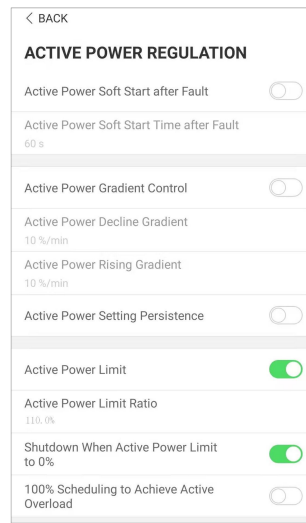 < BACK
ACTIVE POWER REGULATION
Active Power Soft Start after Fault
Active Power Soft Start Time after Fault
60 s
Active Power Gradient Control
Active Power Decline Gradient
10 %/min
Active Power Rising Gradient
10 %/min
Active Power Setting Persistence
Active Power Limit
Active Power Limit Ratio
110.0%
Shutdown When Active Power Limit
to 0%
100% Scheduling to Achieve Active
Overload